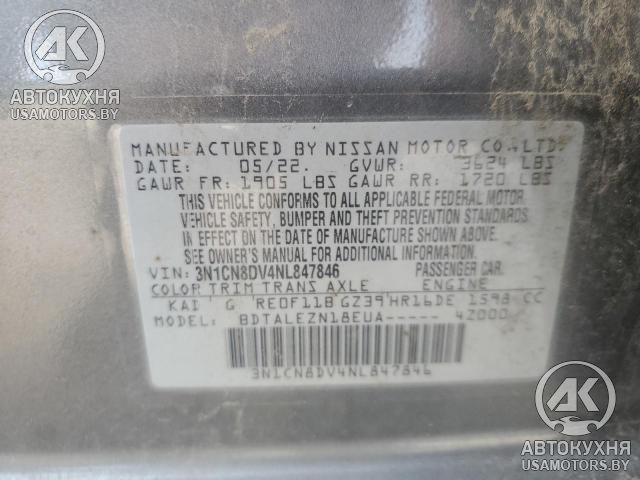 AK
АВТОКУХНЯ
USAMOTORS.BY
MANUFACTURED BY NISSAN MOTOR CO., LTD.
DATE: 05/22. GVWR: 3624 LBS
GAWR FR: 1905 LBS GAWR RR: 1720 LBS
THIS VEHICLE CONFORMS TO ALL APPLICABLE FEDERAL MOTOR
VEHICLE SAFETY, BUMPER AND THEFT PREVENTION STANDARDS
IN EFFECT ON THE DATE OF MANUFACTURE SHOWN ABOVE.
SEE OWNER'S MANUAL FOR ADDITIONAL INFORMATION.
VIN: 3N1CN8DV4NL847846 PASSENGER CAR.
COLOR TRIM TRANS AXLE ENGINE
KAD G RE0F11B GZ39 HR16DE 1598 CC
MODEL: BDTALEZN18EUA----- 4Z000
3N1CN8DV4NL847846
AK
АВТОКУХНЯ
USAMOTORS.BY